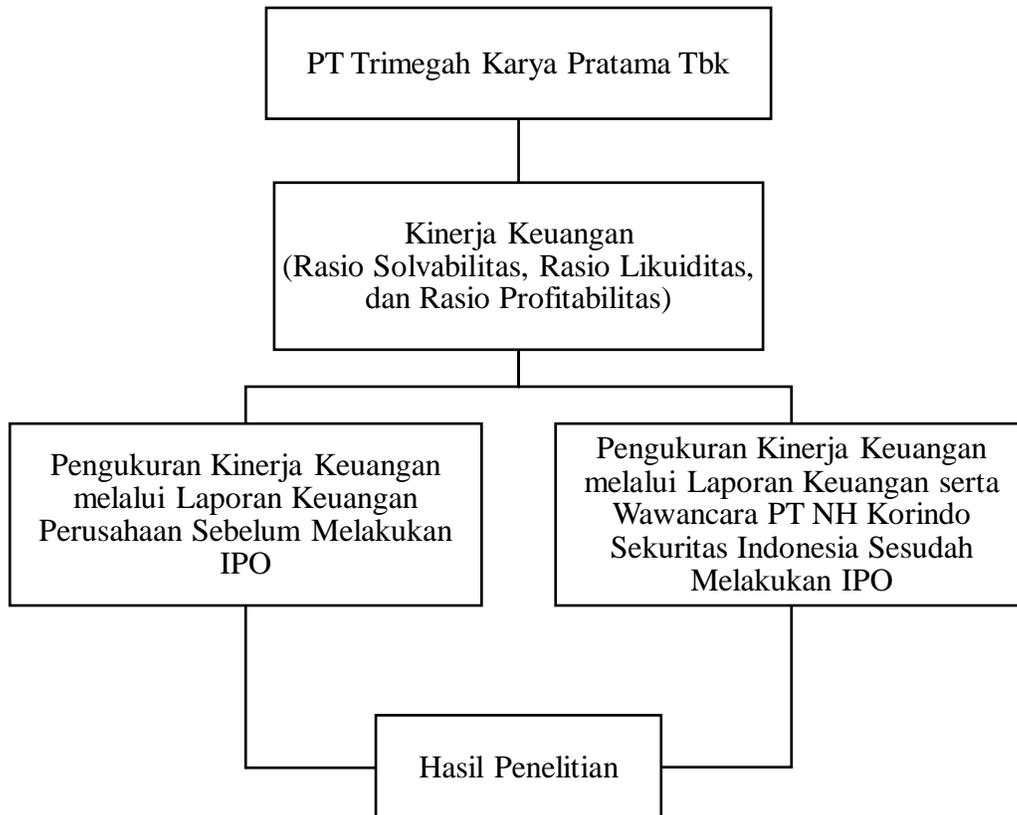 PT Trimegah Karya Pratama Tbk
Kinerja Keuangan
(Rasio Solvabilitas, Rasio Likuiditas,
dan Rasio Profitabilitas)
Pengukuran Kinerja Keuangan
melalui Laporan Keuangan
Perusahaan Sebelum Melakukan
IPO
Pengukuran Kinerja Keuangan
melalui Laporan Keuangan serta
Wawancara PT NH Korindo
Sekuritas Indonesia Sesudah
Melakukan IPO
Hasil Penelitian